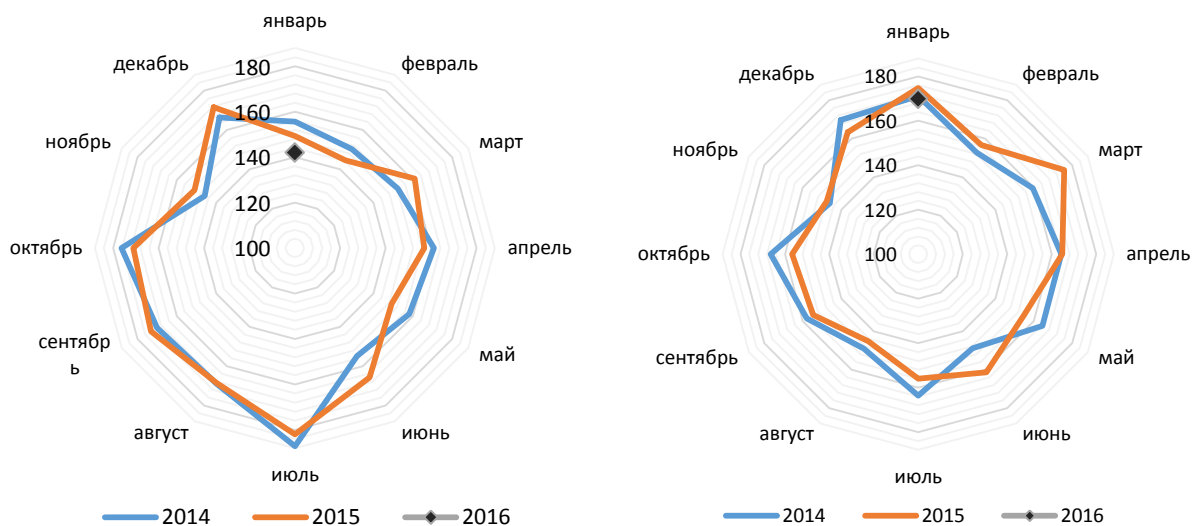 январь
февраль
март
апрель
май
июнь
июль
август
сентябр
ь
октябрь
ноябрь
декабрь
180
160
140
120
100
2014 2015 2016
январь
февраль
март
апрель
май
июнь
июль
август
сентябрь
октябрь
ноябрь
декабрь
180
160
140
120
100
2014 2015 2016